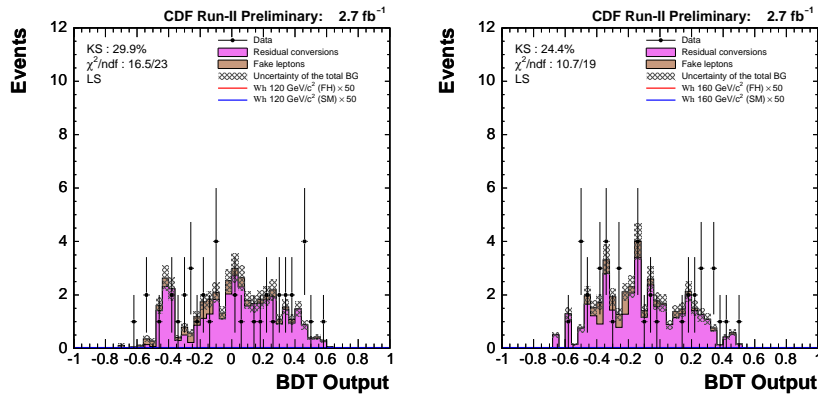 CDF Run-II Preliminary: 2.7 fb⁻¹
Events
12
10
8
6
4
2
0
KS : 29.9%
χ²/ndf : 16.5/23
LS
Data
Residual conversions
Fake leptons
Uncertainty of the total BG
Wh 120 GeV/c² (FH) × 50
Wh 120 GeV/c² (SM) × 50
-1 -0.8 -0.6 -0.4 -0.2 0 0.2 0.4 0.6 0.8 1
BDT Output
CDF Run-II Preliminary: 2.7 fb⁻¹
Events
12
10
8
6
4
2
0
KS : 24.4%
χ²/ndf : 10.7/19
LS
Data
Residual conversions
Fake leptons
Uncertainty of the total BG
Wh 160 GeV/c² (FH) × 50
Wh 160 GeV/c² (SM) × 50
-1 -0.8 -0.6 -0.4 -0.2 0 0.2 0.4 0.6 0.8 1
BDT Output